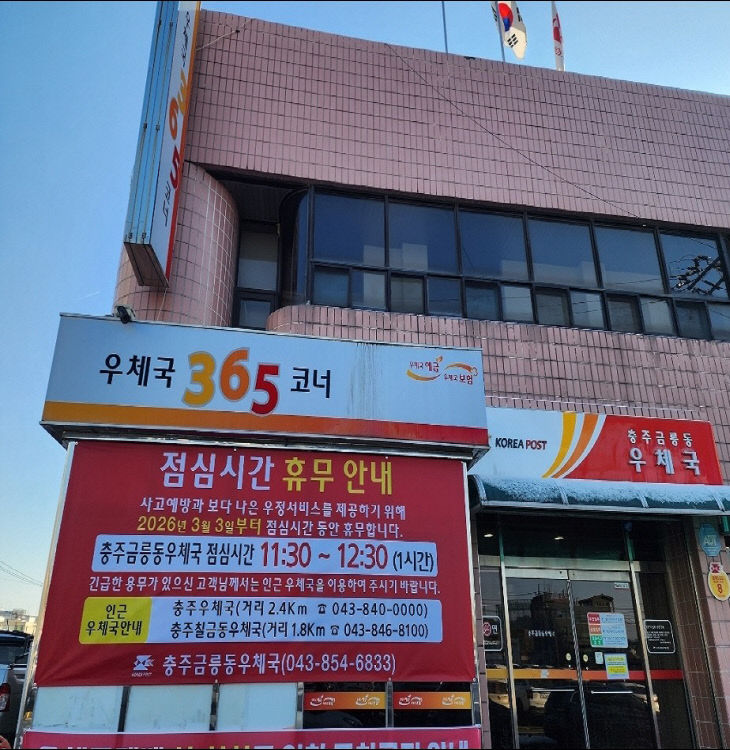 365
우체국 365 코너
우체국예금
우체국보험
KOREA POST
충주금릉동
우체국
점심시간 휴무 안내
사고예방과 보다 나은 우정서비스를 제공하기 위해
2026년 3월 3일부터 점심시간 동안 휴무합니다.
충주금릉동우체국 점심시간 11:30 ~ 12:30 (1시간)
긴급한 용무가 있으신 고객님께서는 인근 우체국을 이용하여 주시기 바랍니다.
인근
우체국안내
충주우체국(거리 2.4Km ☎ 043-840-0000)
충주칠금동우체국(거리 1.8Km ☎ 043-846-8100)
KOREA POST
충주금릉동우체국(043-854-6833)
8